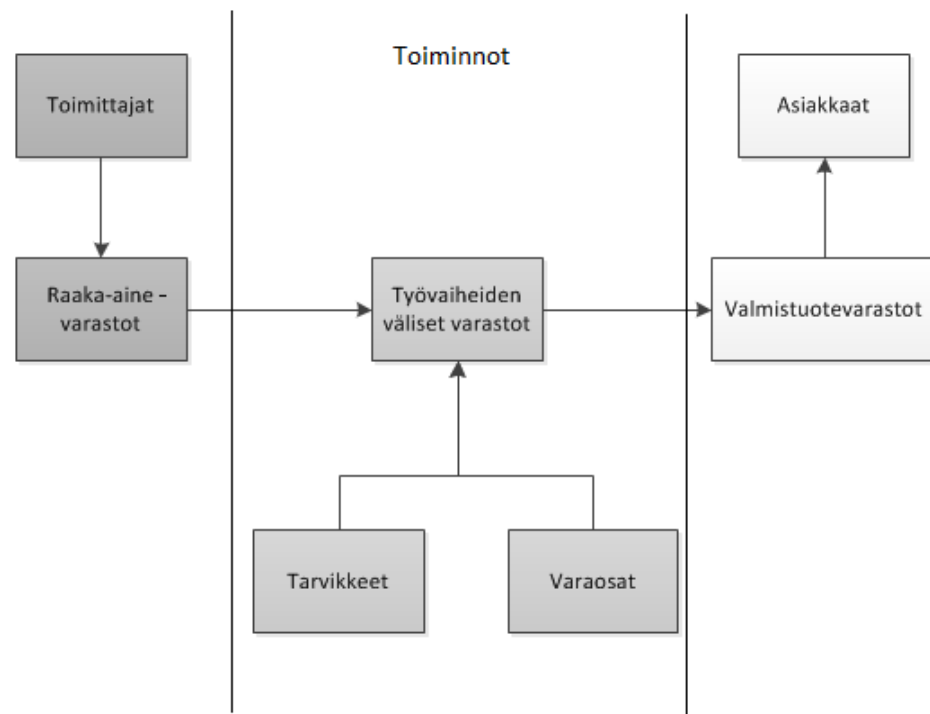 Toiminnot
Toimittajat
Asiakkaat
Raaka-aine -
varastot
Työvaiheiden
väliset varastot
Valmistuotevarastot
Tarvikkeet
Varaosat